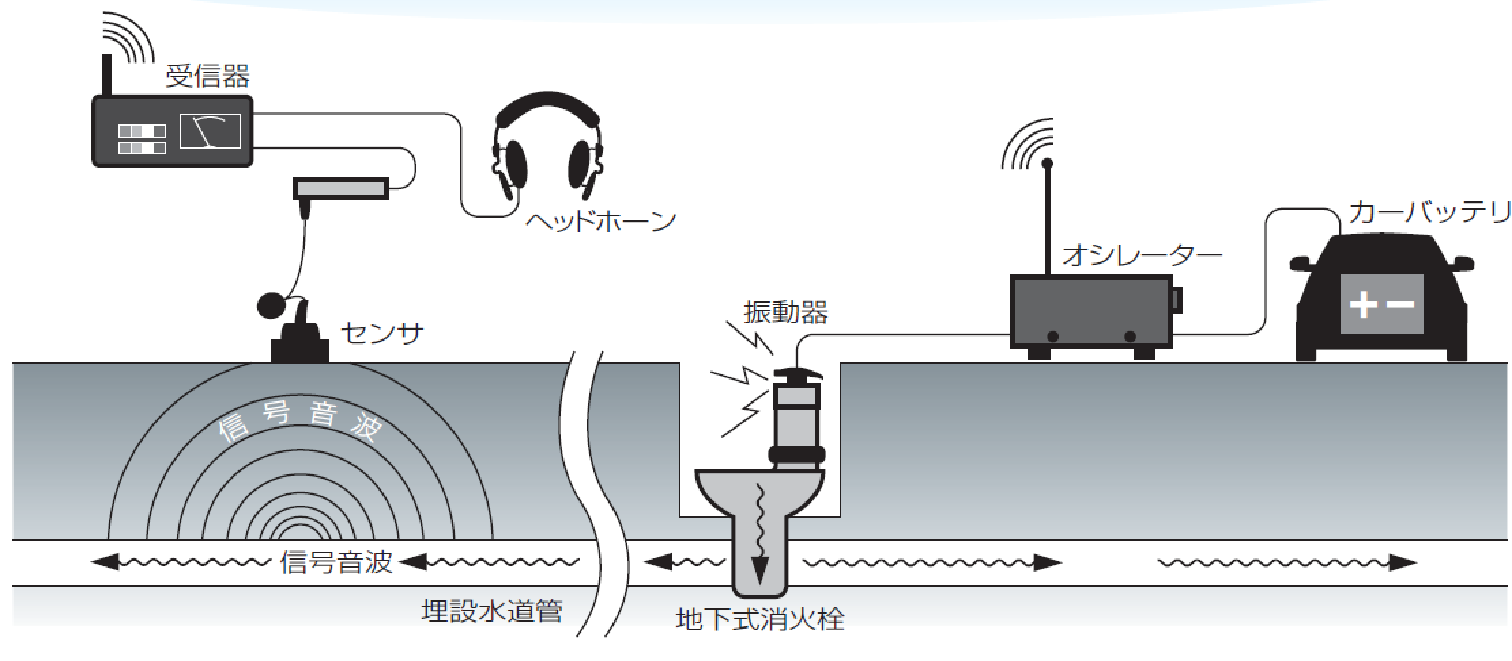 受信器
ヘッドホーン
カーバッテリ
オシレーター
+−
振動器
センサ
信号音波
信号音波
埋設水道管
地下式消火栓